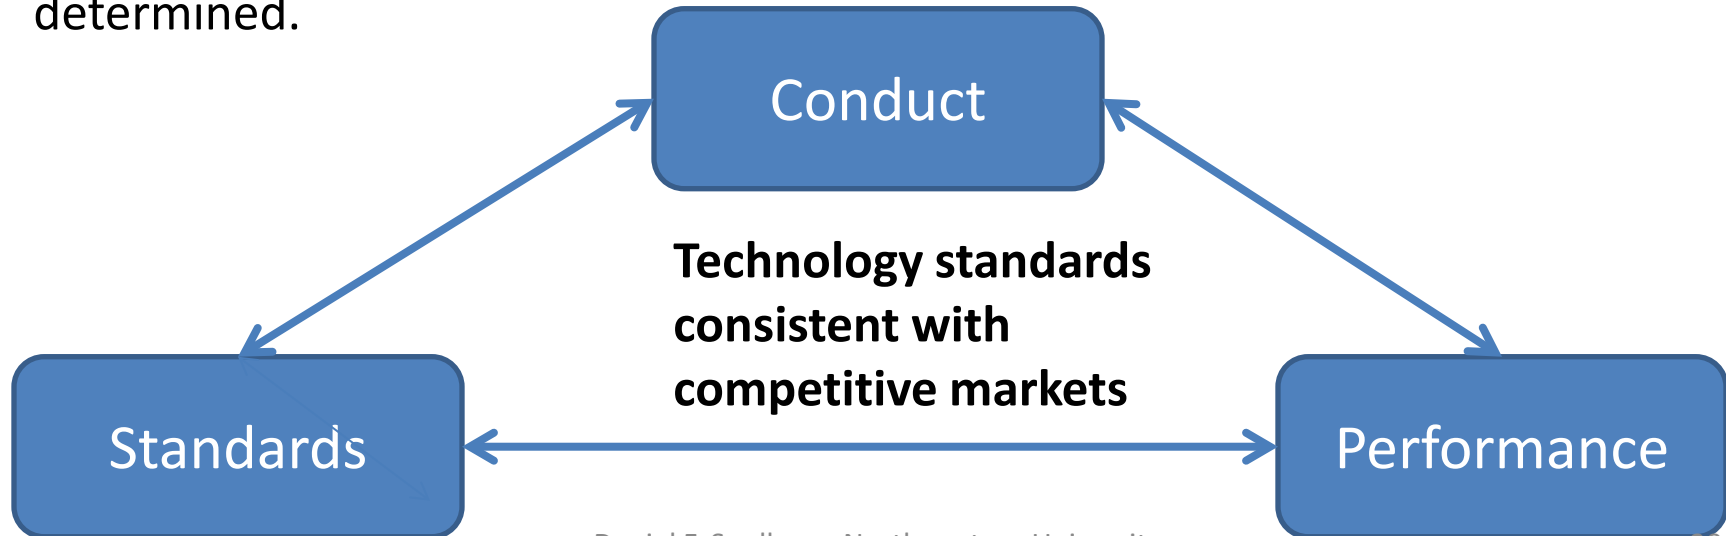 determined.
Conduct
Technology standards
consistent with
competitive markets
Standards
Performance